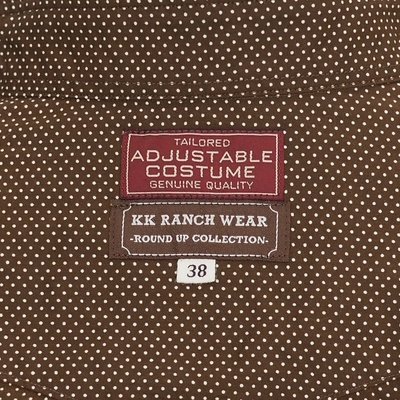 TAILORED
ADJUSTABLE
COSTUME
GENUINE QUALITY
KK RANCH WEAR
-ROUND UP COLLECTION-
38